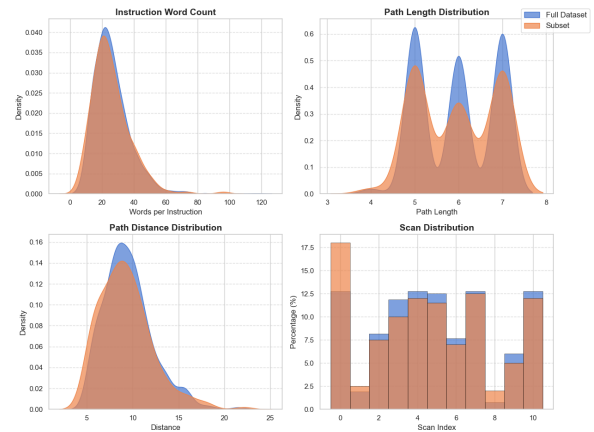 Instruction Word Count
0.040
0.035
0.030
0.025
0.020
0.015
0.010
0.005
0.000
Density
0 20 40 60 80 100 120
Words per Instruction
Path Length Distribution
Full Dataset
Subset
0.6
0.5
0.4
0.3
0.2
0.1
0.0
Density
3 4 5 6 7 8
Path Length
Path Distance Distribution
0.16
0.14
0.12
0.10
0.08
0.06
0.04
0.02
0.00
Density
5 10 15 20 25
Distance
Scan Distribution
17.5
15.0
12.5
10.0
7.5
5.0
2.5
0.0
Percentage (%)
0 2 4 6 8 10
Scan Index